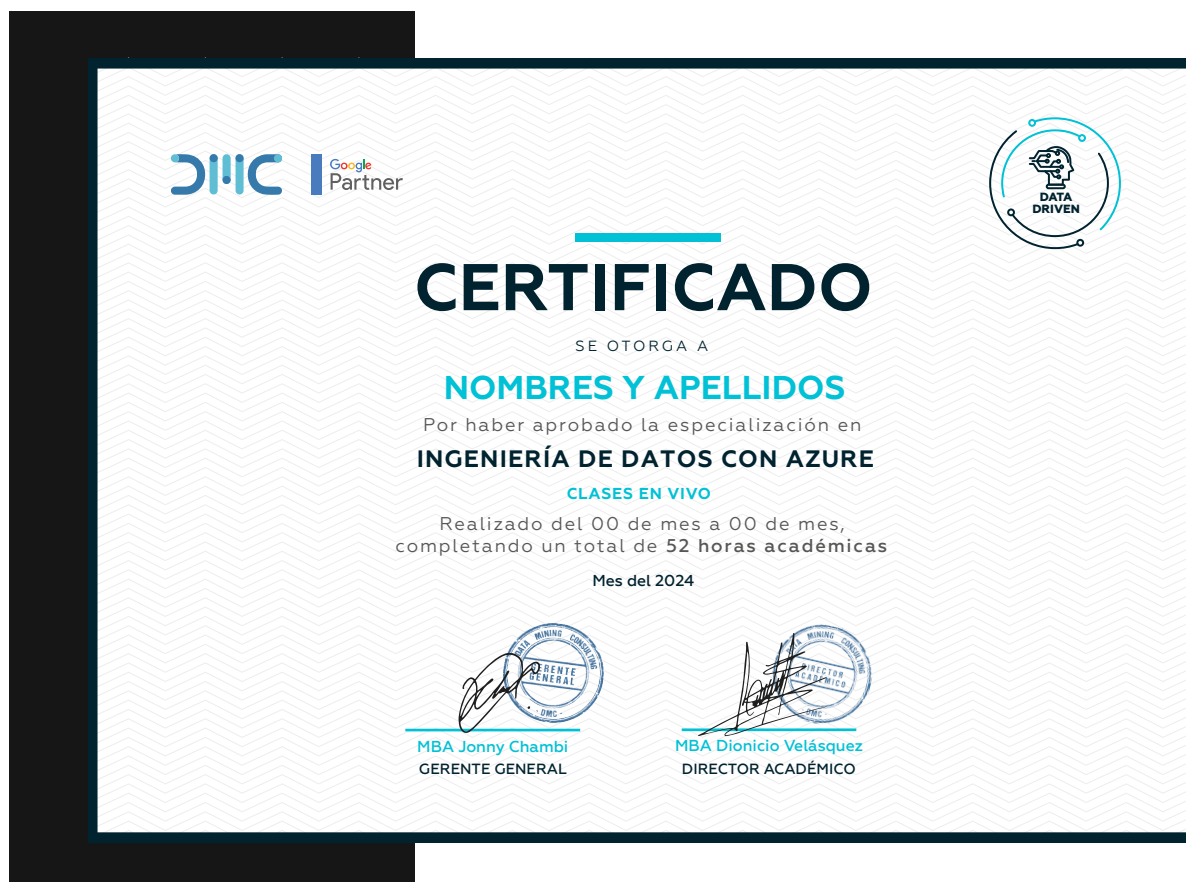 DMC
Google
Partner
DATA
DRIVEN
CERTIFICADO
SE OTORGA A
NOMBRES Y APELLIDOS
Por haber aprobado la especialización en
INGENIERÍA DE DATOS CON AZURE
CLASES EN VIVO
Realizado del 00 de mes a 00 de mes,
completando un total de 52 horas académicas
Mes del 2024
DATA MINING CONSULTING
GERENTE
GENERAL
· DMC ·
DATA MINING CONSULTING
DIRECTOR
ACADÉMICO
· DMC ·
MBA Jonny Chambi
GERENTE GENERAL
MBA Dionicio Velásquez
DIRECTOR ACADÉMICO